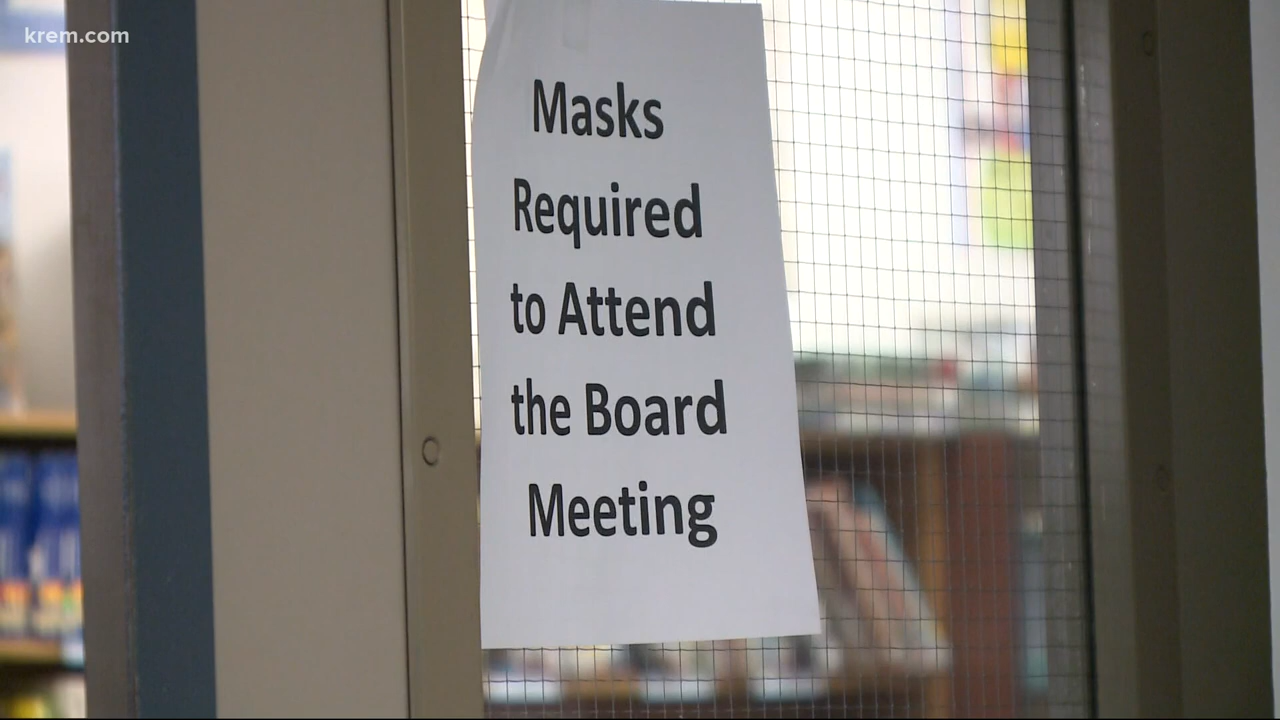 krem.com
Masks
Required
to Attend
the Board
Meeting